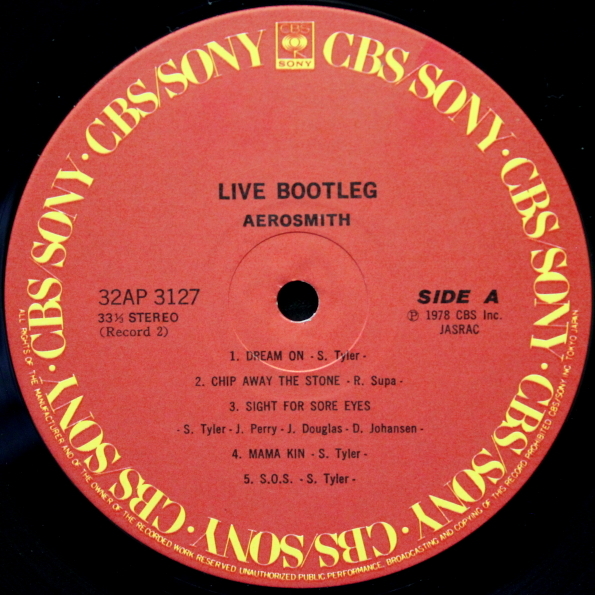 CBS
SONY
CBS/SONY · CBS/SONY · CBS/SONY · CBS/SONY · CBS/SONY · CBS/SONY · CBS/SONY · CBS/SONY
LIVE BOOTLEG
AEROSMITH
32AP 3127
33⅓ STEREO
(Record 2)
SIDE A
Ⓟ 1978 CBS Inc.
JASRAC
1. DREAM ON - S. Tyler -
2. CHIP AWAY THE STONE - R. Supa -
3. SIGHT FOR SORE EYES
- S. Tyler - J. Perry - J. Douglas - D. Johansen -
4. MAMA KIN - S. Tyler -
5. S.O.S. - S. Tyler -
ALL RIGHTS OF THE MANUFACTURER AND OF THE OWNER OF THE RECORDED WORK RESERVED UNAUTHORIZED PUBLIC PERFORMANCE, BROADCASTING AND COPYING OF THIS RECORD PROHIBITED CBS/SONY INC TOKYO JAPAN